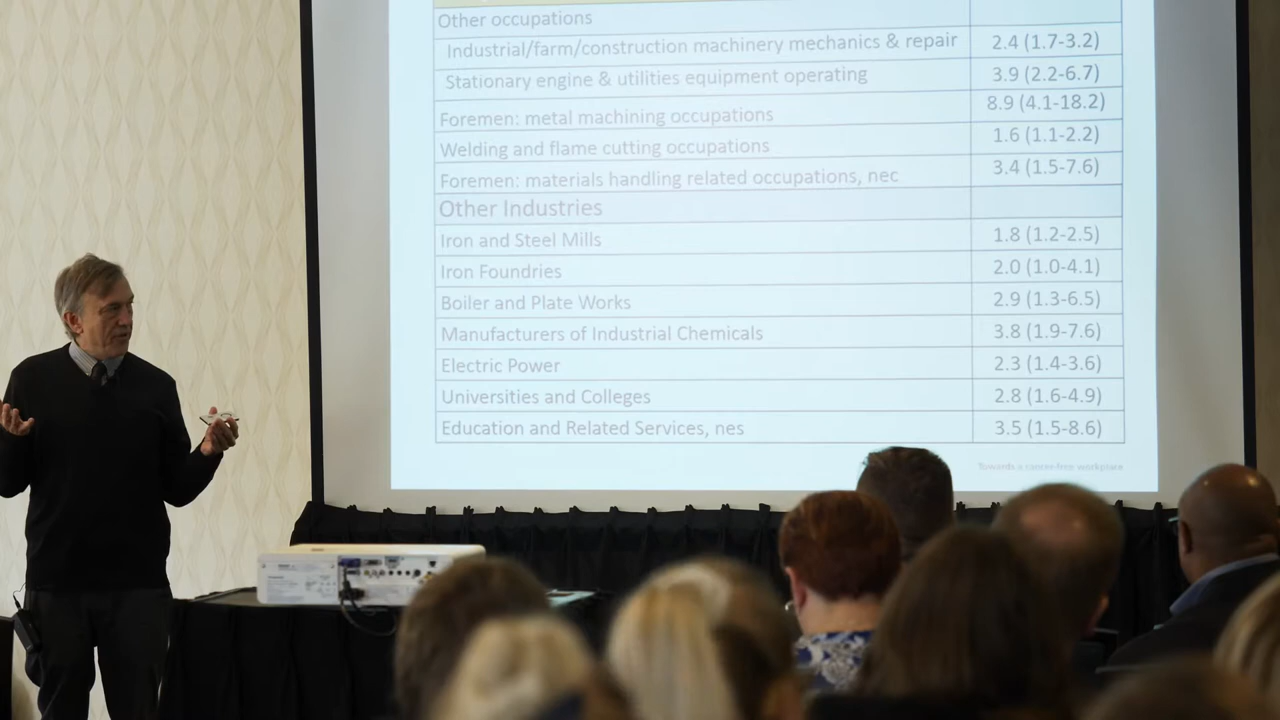 Other occupations
Industrial/farm/construction machinery mechanics & repair 2.4 (1.7-3.2)
Stationary engine & utilities equipment operating 3.9 (2.2-6.7)
Foremen: metal machining occupations 8.9 (4.1-18.2)
Welding and flame cutting occupations 1.6 (1.1-2.2)
Foremen: materials handling related occupations, nec 3.4 (1.5-7.6)
Other Industries
Iron and Steel Mills 1.8 (1.2-2.5)
Iron Foundries 2.0 (1.0-4.1)
Boiler and Plate Works 2.9 (1.3-6.5)
Manufacturers of Industrial Chemicals 3.8 (1.9-7.6)
Electric Power 2.3 (1.4-3.6)
Universities and Colleges 2.8 (1.6-4.9)
Education and Related Services, nes 3.5 (1.5-8.6)
Towards a cancer-free workplace